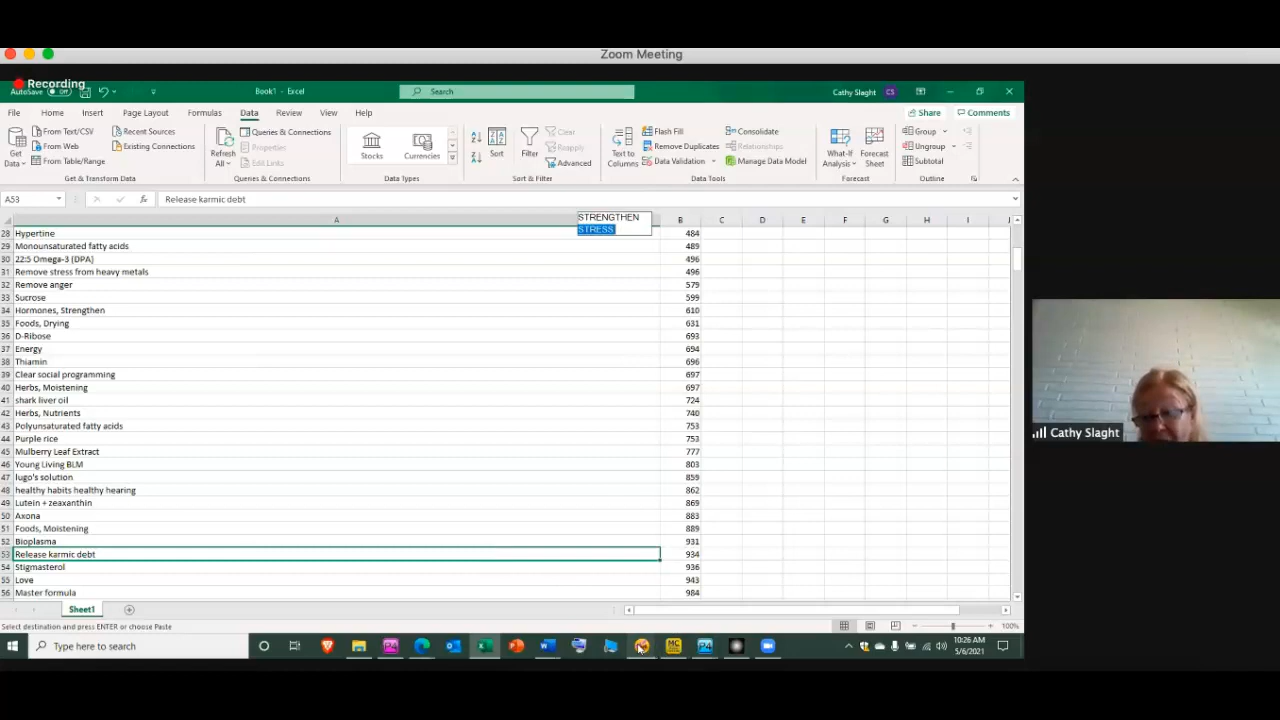 Zoom Meeting
Recording
AutoSave Off
Book1 - Excel
Search
Cathy Slaght
CS
File Home Insert Page Layout Formulas Data Review View Help
Share Comments
Get Data
From Text/CSV
From Web
From Table/Range
Recent Sources
Existing Connections
Get & Transform Data
Refresh All
Queries & Connections
Properties
Edit Links
Queries & Connections
Stocks
Currencies
Data Types
Sort
Filter
Clear
Reapply
Advanced
Sort & Filter
Text to Columns
Flash Fill
Remove Duplicates
Data Validation
Consolidate
Relationships
Manage Data Model
Data Tools
What-If Analysis
Forecast Sheet
Forecast
Group
Ungroup
Subtotal
Outline
A53
fx
Release karmic debt
A B C D E F G H I J
STRENGTHEN
STRESS
28 Hypertine 484
29 Monounsaturated fatty acids 489
30 22:5 Omega-3 (DPA) 496
31 Remove stress from heavy metals 496
32 Remove anger 579
33 Sucrose 599
34 Hormones, Strengthen 610
35 Foods, Drying 631
36 D-Ribose 693
37 Energy 694
38 Thiamin 696
39 Clear social programming 697
40 Herbs, Moistening 697
41 shark liver oil 724
42 Herbs, Nutrients 740
43 Polyunsaturated fatty acids 753
44 Purple rice 753
45 Mulberry Leaf Extract 777
46 Young Living BLM 803
47 lugo's solution 859
48 healthy habits healthy hearing 862
49 Lutein + zeaxanthin 869
50 Axona 883
51 Foods, Moistening 889
52 Bioplasma 931
53 Release karmic debt 934
54 Stigmasterol 936
55 Love 943
56 Master formula 984
Cathy Slaght
Sheet1
Select destination and press ENTER or choose Paste
100%
Type here to search
10:26 AM
5/6/2021